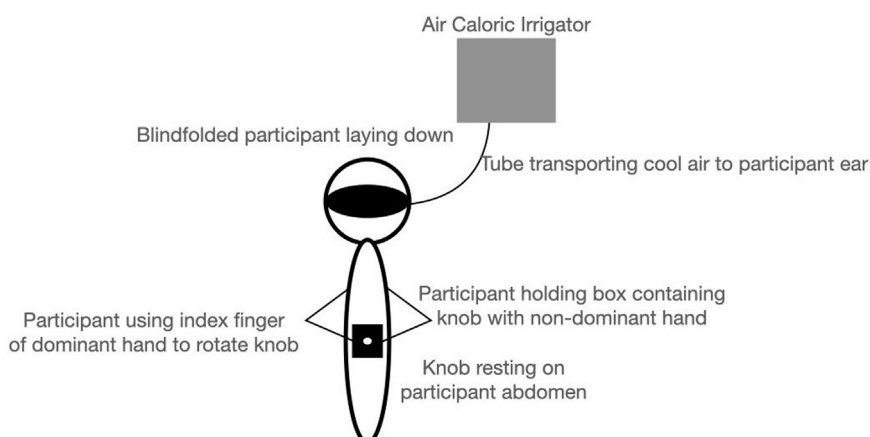 Air Caloric Irrigator
Blindfolded participant laying down
Tube transporting cool air to participant ear
Participant using index finger
of dominant hand to rotate knob
Participant holding box containing
knob with non-dominant hand
Knob resting on
participant abdomen